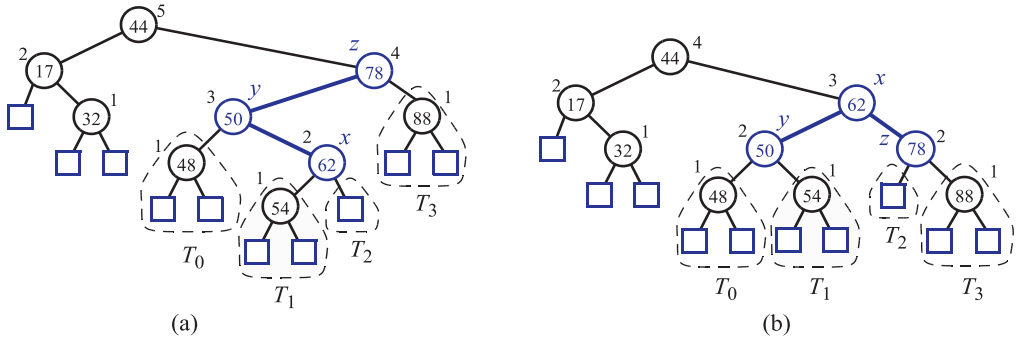 44 5
z 4
2 17 78
y
3 1
32 1 50 88
2 x
1 48 62
1 54
T3
T0 T2
T1
(a)
44 4
3 x
2 17 62
y
2 z 2
32 1 50 78
1 1 1
48 54 88
T2
T0 T1 T3
(b)